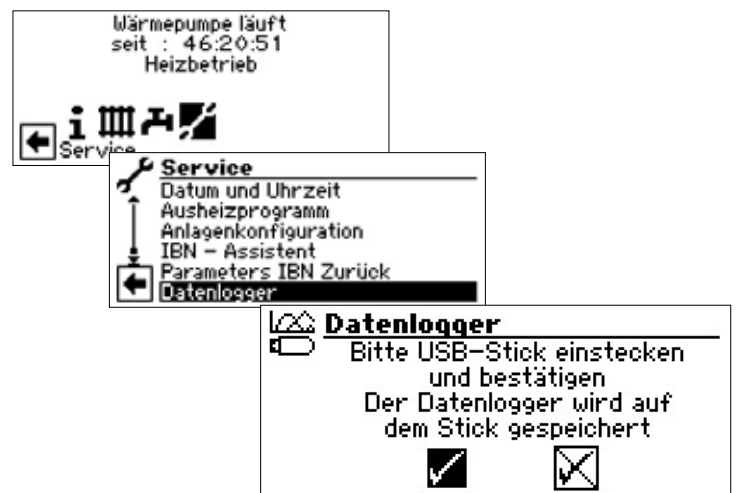 Wärmepumpe läuft
seit : 46:20:51
Heizbetrieb
Service
Service
Datum und Uhrzeit
Ausheizprogramm
Anlagenkonfiguration
IBN – Assistent
Parameters IBN Zurück
Datenlogger
Datenlogger
Bitte USB-Stick einstecken
und bestätigen
Der Datenlogger wird auf
dem Stick gespeichert